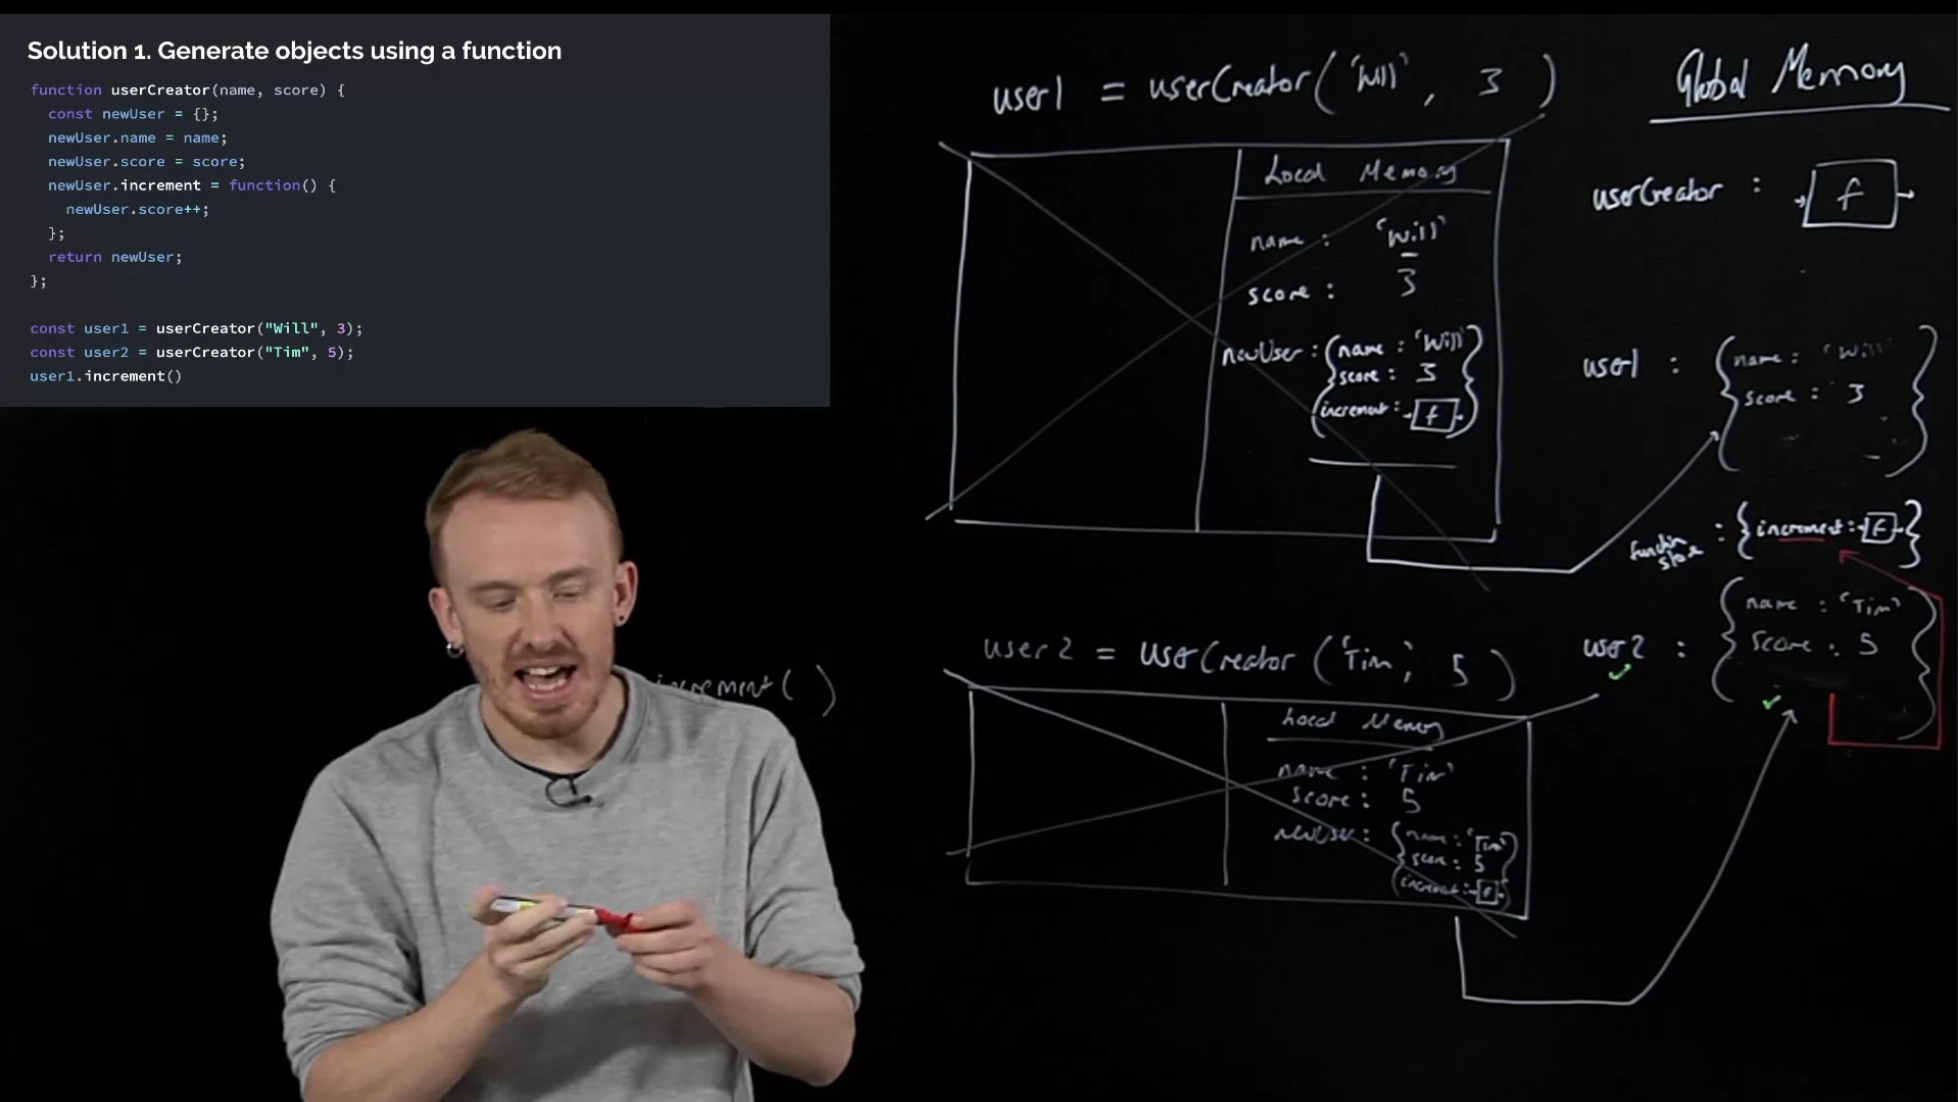 Solution 1. Generate objects using a function
function userCreator(name, score) {
const newUser = {};
newUser.name = name;
newUser.score = score;
newUser.increment = function() {
newUser.score++;
};
return newUser;
};
const user1 = userCreator("Will", 3);
const user2 = userCreator("Tim", 5);
user1.increment()
user1 = userCreator('Will', 3 )
Local Memory
name : 'Will'
score : 3
newUser : { name : 'Will'
score : 3
increment : f }
Global Memory
userCreator : f
user1 : { name : 'Will'
score : 3 }
function store : { increment : f }
user2 : { name : 'Tim'
score : 5 }
increment ( )
user2 = userCreator ('Tim', 5 )
Local Memory
name : 'Tim'
score : 5
newUser : { name : 'Tim'
score : 5
increment : f }